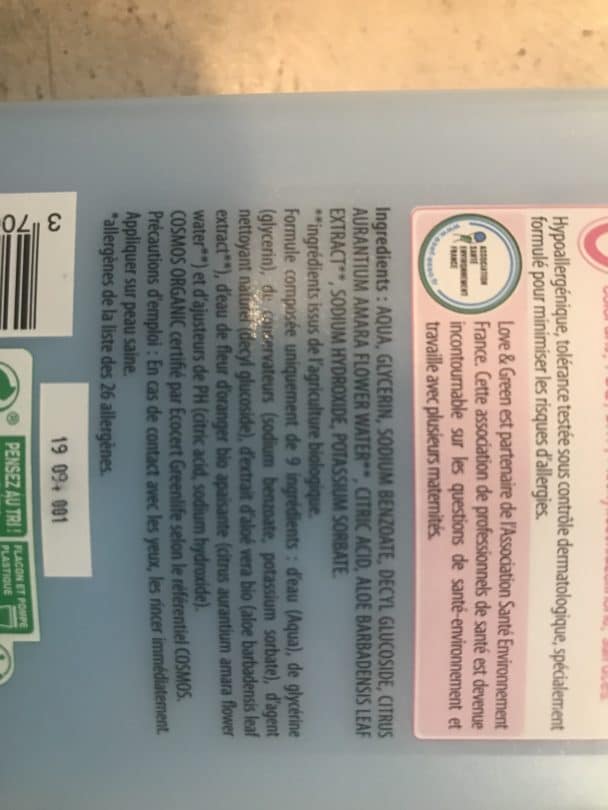 Hypoallergénique, tolérance testée sous contrôle dermatologique, spécialement
formulé pour minimiser les risques d'allergies.
ASSOCIATION
SANTÉ
ENVIRONNEMENT
FRANCE
Love & Green est partenaire de l'Association Santé Environnement
France. Cette association de professionnels de santé est devenue
incontournable sur les questions de santé-environnement et
travaille avec plusieurs maternités.
Ingredients : AQUA, GLYCERIN, SODIUM BENZOATE, DECYL GLUCOSIDE, CITRUS
AURANTIUM AMARA FLOWER WATER**, CITRIC ACID, ALOE BARBADENSIS LEAF
EXTRACT**, SODIUM HYDROXIDE, POTASSIUM SORBATE.
**ingrédients issus de l'agriculture biologique.
Formule composée uniquement de 9 ingrédients : d'eau (Aqua), de glycérine
(glycerin), de conservateurs (sodium benzoate, potassium sorbate), d'agent
nettoyant naturel (decyl glucoside), d'extrait d'aloé vera bio (aloe barbadensis leaf
extract**), d'eau de fleur d'oranger bio apaisante (citrus aurantium amara flower
water**) et d'ajusteurs de PH (citric acid, sodium hydroxide).
COSMOS ORGANIC certifié par Ecocert Greenlife selon le référentiel COSMOS.
Précautions d'emploi : En cas de contact avec les yeux, les rincer immédiatement.
Appliquer sur peau saine.
*allergènes de la liste des 26 allergènes.
3 70
19 09+ 001
PENSEZ AU TRI !
FLACON ET POMPE
PLASTIQUE